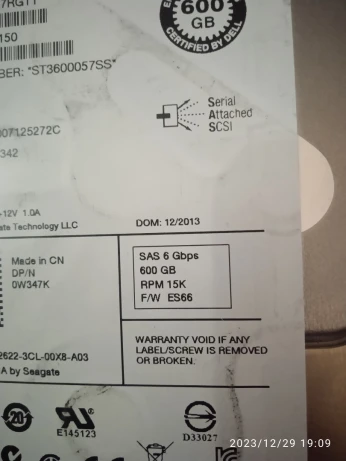 600
GB
CERTIFIED BY DELL
150
BER: *ST3600057SS*
Serial
Attached
SCSI
007125272C
342
+12V 1.0A
ate Technology LLC
DOM: 12/2013
Made in CN
DP/N
0W347K
SAS 6 Gbps
600 GB
RPM 15K
F/W ES66
WARRANTY VOID IF ANY
LABEL/SCREW IS REMOVED
OR BROKEN.
2622-3CL-00X8-A03
A by Seagate
20
E145123
D33027
2023/12/29 19:09